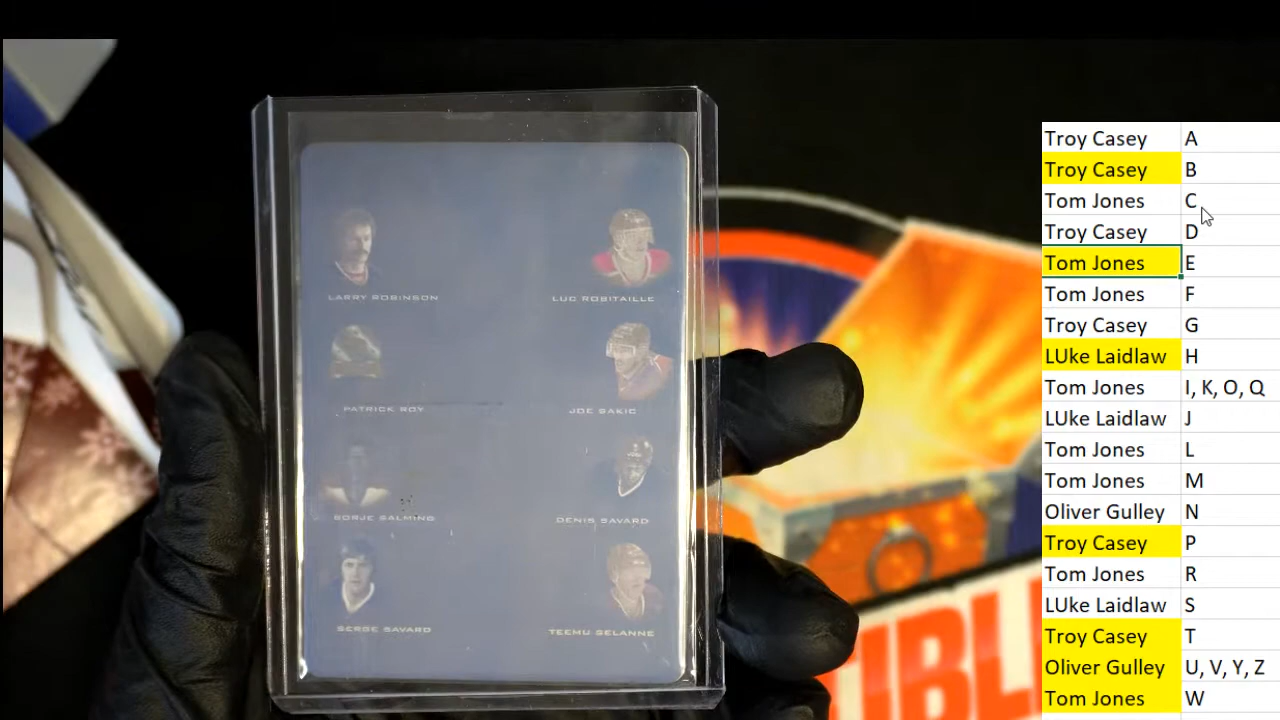 LARRY ROBINSON
LUC ROBITAILLE
PATRICK ROY
JOE SAKIC
BORJE SALMING
DENIS SAVARD
SERGE SAVARD
TEEMU SELANNE
IBL
Troy Casey A
Troy Casey B
Tom Jones C
Troy Casey D
Tom Jones E
Tom Jones F
Troy Casey G
LUke Laidlaw H
Tom Jones I, K, O, Q
LUke Laidlaw J
Tom Jones L
Tom Jones M
Oliver Gulley N
Troy Casey P
Tom Jones R
LUke Laidlaw S
Troy Casey T
Oliver Gulley U, V, Y, Z
Tom Jones W